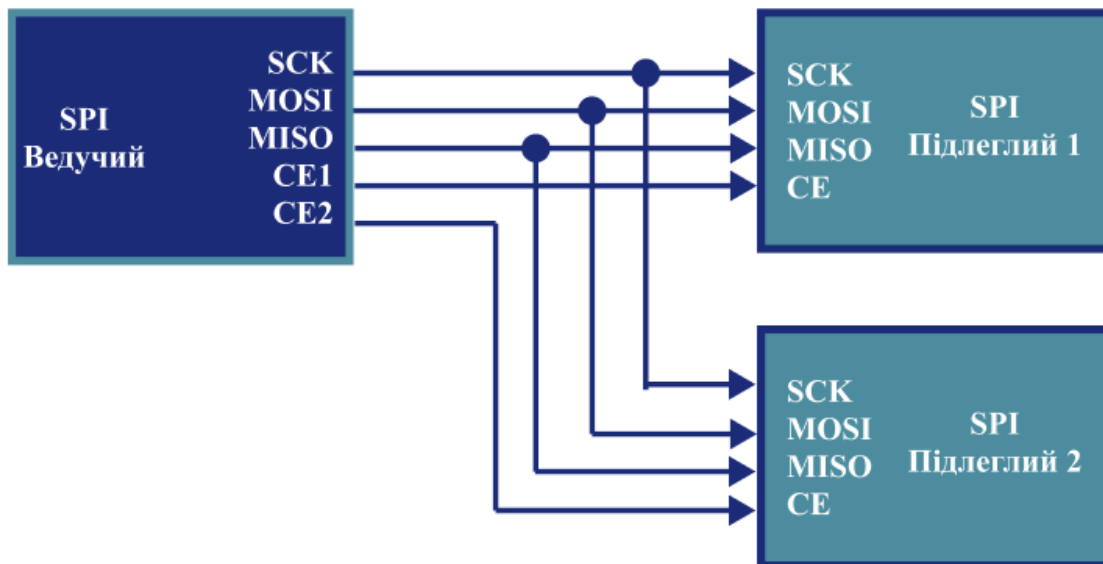 SPI
Ведучий
SCK
MOSI
MISO
CE1
CE2
SCK
MOSI
MISO
CE
SPI
Підлеглий 1
SCK
MOSI
MISO
CE
SPI
Підлеглий 2